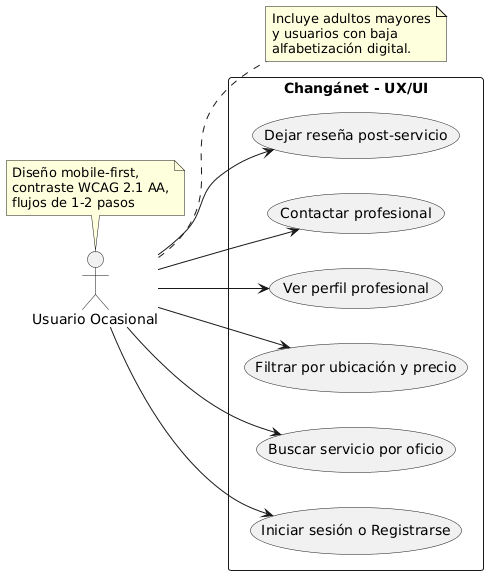 Incluye adultos mayores
y usuarios con baja
alfabetización digital.
Changánet - UX/UI
Dejar reseña post-servicio
Diseño mobile-first,
contraste WCAG 2.1 AA,
flujos de 1-2 pasos
Contactar profesional
Ver perfil profesional
Usuario Ocasional
Filtrar por ubicación y precio
Buscar servicio por oficio
Iniciar sesión o Registrarse